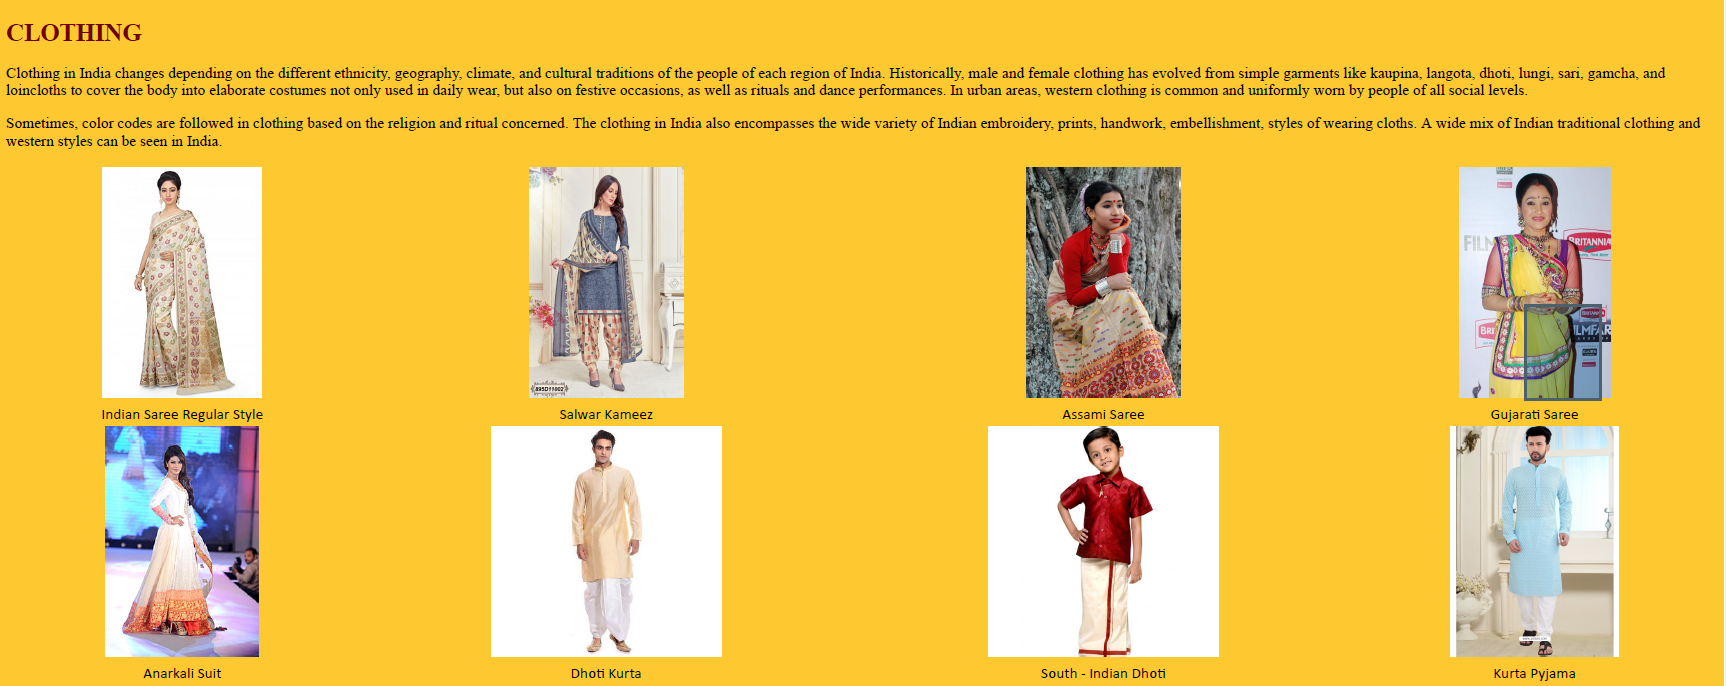 CLOTHING
Clothing in India changes depending on the different ethnicity, geography, climate, and cultural traditions of the people of each region of India. Historically, male and female clothing has evolved from simple garments like kaupina, langota, dhoti, lungi, sari, gamcha, and
loincloths to cover the body into elaborate costumes not only used in daily wear, but also on festive occasions, as well as rituals and dance performances. In urban areas, western clothing is common and uniformly worn by people of all social levels.
Sometimes, color codes are followed in clothing based on the religion and ritual concerned. The clothing in India also encompasses the wide variety of Indian embroidery, prints, handwork, embellishment, styles of wearing cloths. A wide mix of Indian traditional clothing and
western styles can be seen in India.
FILM
BRITANNIA
BRI
BRITANN
ILMFAR
895D11002
Indian Saree Regular Style
Salwar Kameez
Assami Saree
Gujarati Saree
Anarkali Suit
Dhoti Kurta
South - Indian Dhoti
Kurta Pyjama